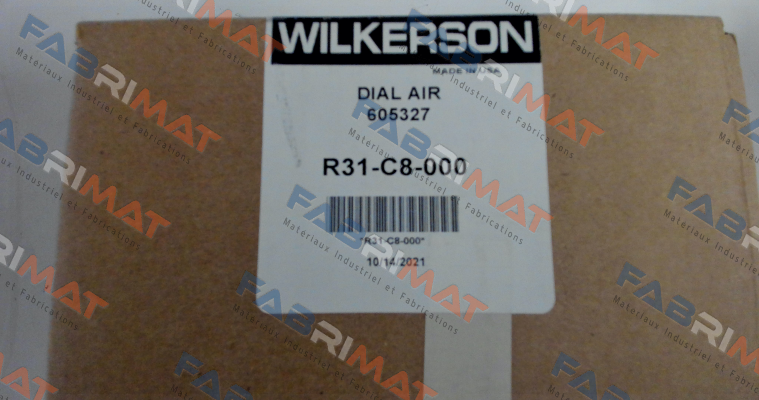 WILKERSON
MADE IN USA
DIAL AIR
605327
R31-C8-000
*R31-C8-000*
10/14/2021
FABRIMAT
Materiaux Industriel et Fabrications